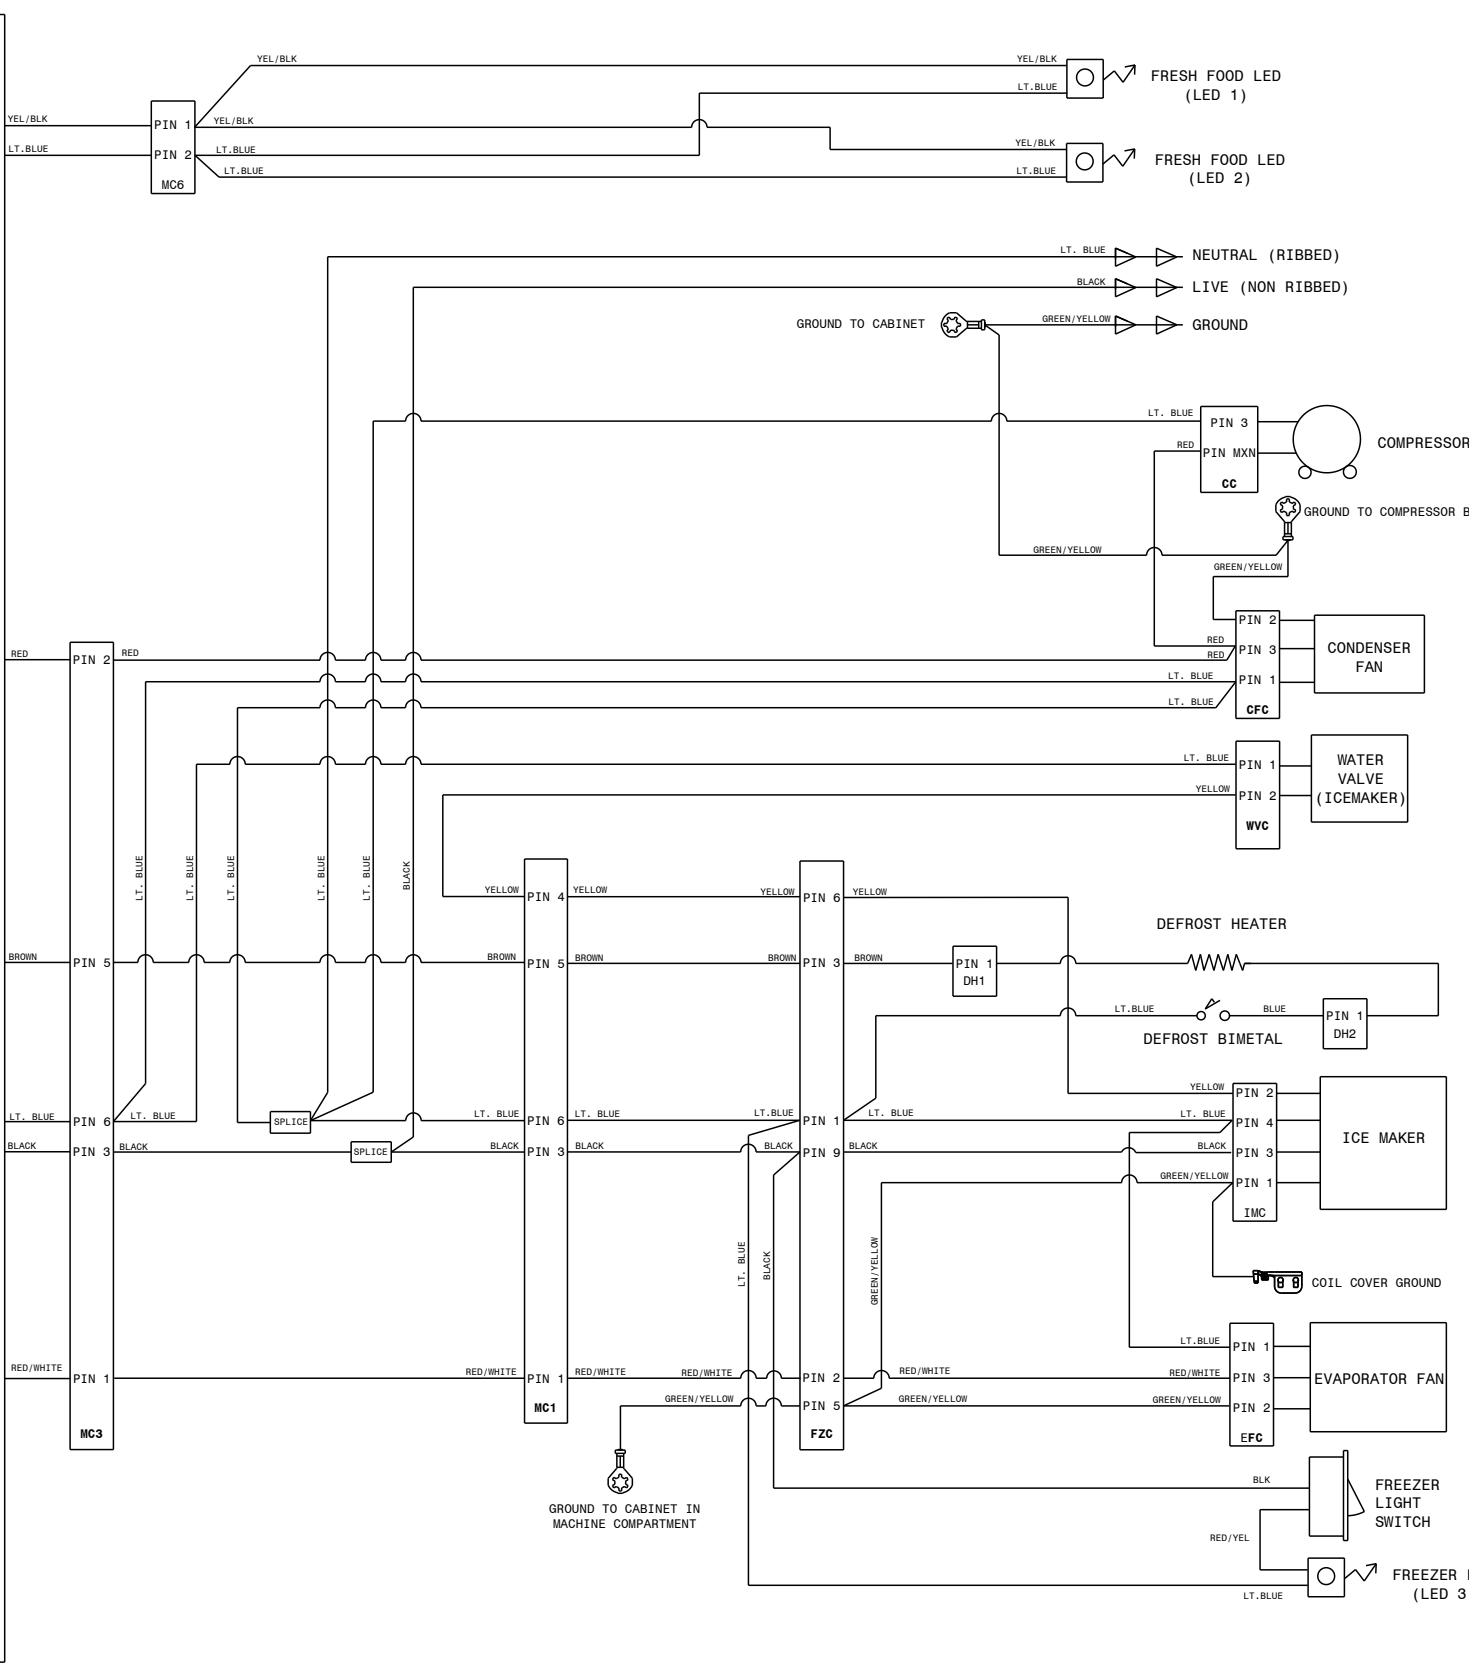 YEL/BLK
YEL/BLK
FRESH FOOD LED
(LED 1)
LT.BLUE
YEL/BLK
PIN 1
YEL/BLK
YEL/BLK
LT.BLUE
PIN 2
LT.BLUE
FRESH FOOD LED
(LED 2)
LT.BLUE
LT.BLUE
MC6
LT. BLUE
NEUTRAL (RIBBED)
BLACK
LIVE (NON RIBBED)
GROUND TO CABINET
GREEN/YELLOW
GROUND
LT. BLUE
PIN 3
RED
PIN MXN
COMPRESSOR
CC
GROUND TO COMPRESSOR B
GREEN/YELLOW
GREEN/YELLOW
PIN 2
RED
PIN 2
RED
RED
RED
PIN 3
CONDENSER
FAN
LT. BLUE
PIN 1
LT. BLUE
CFC
LT. BLUE
PIN 1
WATER
VALVE
(ICEMAKER)
YELLOW
PIN 2
WVC
LT. BLUE
LT. BLUE
LT. BLUE
LT. BLUE
LT. BLUE
BLACK
YELLOW
PIN 4
YELLOW
YELLOW
PIN 6
YELLOW
DEFROST HEATER
BROWN
PIN 5
BROWN
PIN 5
BROWN
BROWN
PIN 3
BROWN
PIN 1
DH1
LT.BLUE
BLUE
PIN 1
DH2
DEFROST BIMETAL
YELLOW
PIN 2
LT. BLUE
PIN 6
LT. BLUE
SPLICE
LT. BLUE
PIN 6
LT. BLUE
LT.BLUE
PIN 1
LT. BLUE
LT. BLUE
PIN 4
ICE MAKER
BLACK
PIN 3
BLACK
SPLICE
BLACK
PIN 3
BLACK
BLACK
PIN 9
BLACK
BLACK
PIN 3
GREEN/YELLOW
PIN 1
IMC
LT. BLUE
BLACK
GREEN/YELLOW
COIL COVER GROUND
LT.BLUE
PIN 1
RED/WHITE
PIN 1
RED/WHITE
PIN 1
RED/WHITE
RED/WHITE
PIN 2
RED/WHITE
RED/WHITE
PIN 3
EVAPORATOR FAN
GREEN/YELLOW
PIN 5
GREEN/YELLOW
GREEN/YELLOW
PIN 2
MC3
MC1
FZC
EFC
BLK
FREEZER
LIGHT
SWITCH
GROUND TO CABINET IN
MACHINE COMPARTMENT
RED/YEL
FREEZER
(LED 3
LT.BLUE